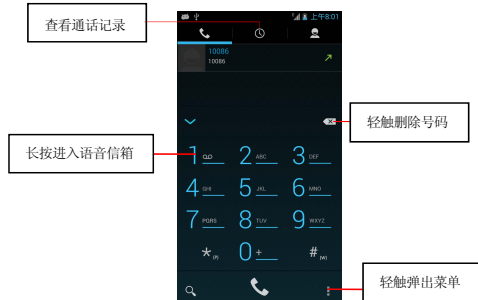 上午8:01
查看通话记录
10086
10086
轻触删除号码
长按进入语音信箱
1 2 ABC 3 DEF
4 GHI 5 JKL 6 MNO
7 PQRS 8 TUV 9 WXYZ
* (P) 0 + # (W)
轻触弹出菜单